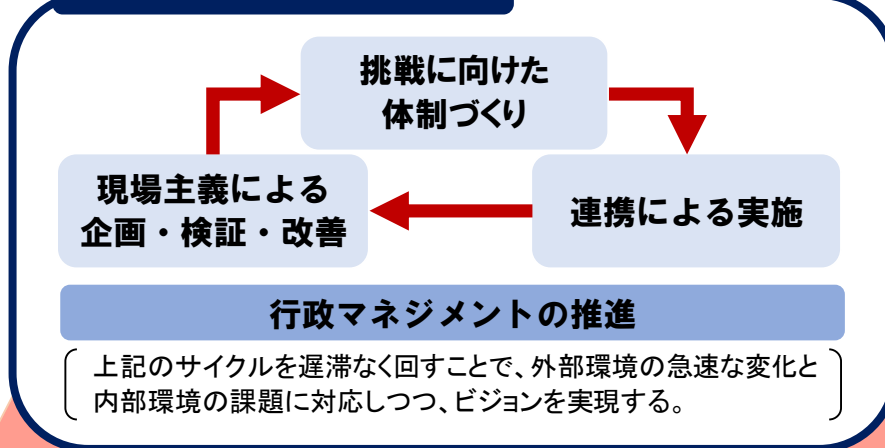 挑戦に向けた
体制づくり
現場主義による
企画・検証・改善
連携による実施
行政マネジメントの推進
上記のサイクルを遅滞なく回すことで、外部環境の急速な変化と
内部環境の課題に対応しつつ、ビジョンを実現する。